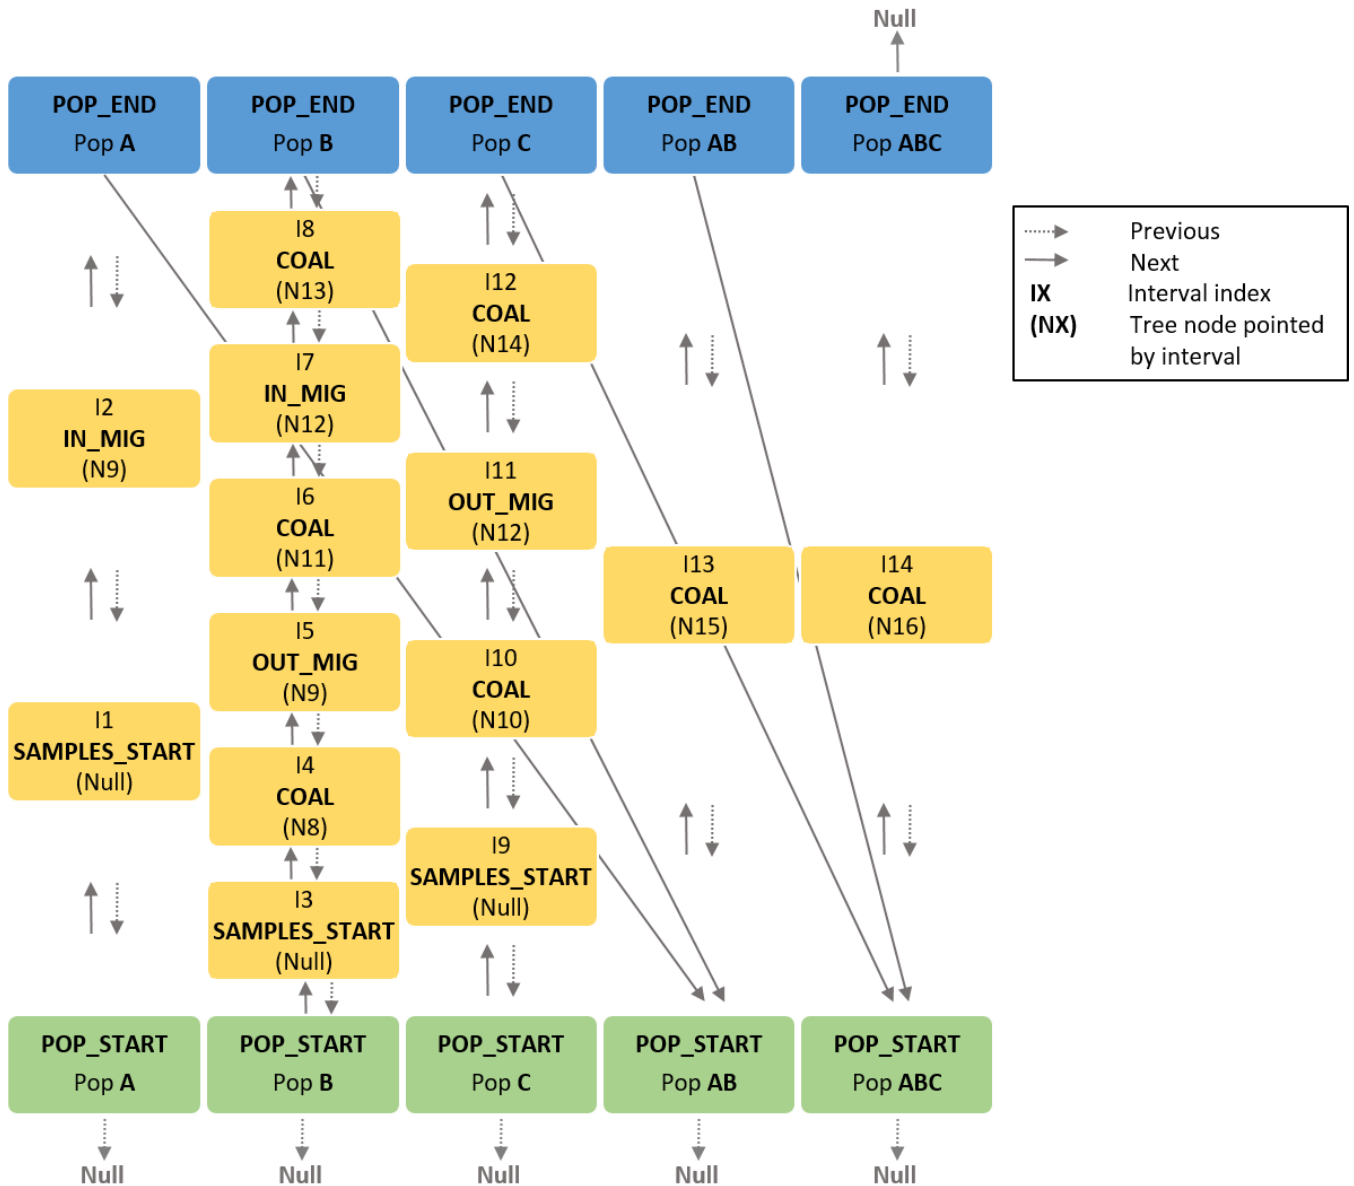 Null
POP_END
Pop A
POP_END
Pop B
POP_END
Pop C
POP_END
Pop AB
POP_END
Pop ABC
I8
COAL
(N13)
Previous
Next
IX Interval index
(NX) Tree node pointed
by interval
I12
COAL
(N14)
I7
IN_MIG
(N12)
I2
IN_MIG
(N9)
I11
OUT_MIG
(N12)
I6
COAL
(N11)
I13
COAL
(N15)
I14
COAL
(N16)
I5
OUT_MIG
(N9)
I10
COAL
(N10)
I1
SAMPLES_START
(Null)
I4
COAL
(N8)
I9
SAMPLES_START
(Null)
I3
SAMPLES_START
(Null)
POP_START
Pop A
POP_START
Pop B
POP_START
Pop C
POP_START
Pop AB
POP_START
Pop ABC
Null
Null
Null
Null
Null